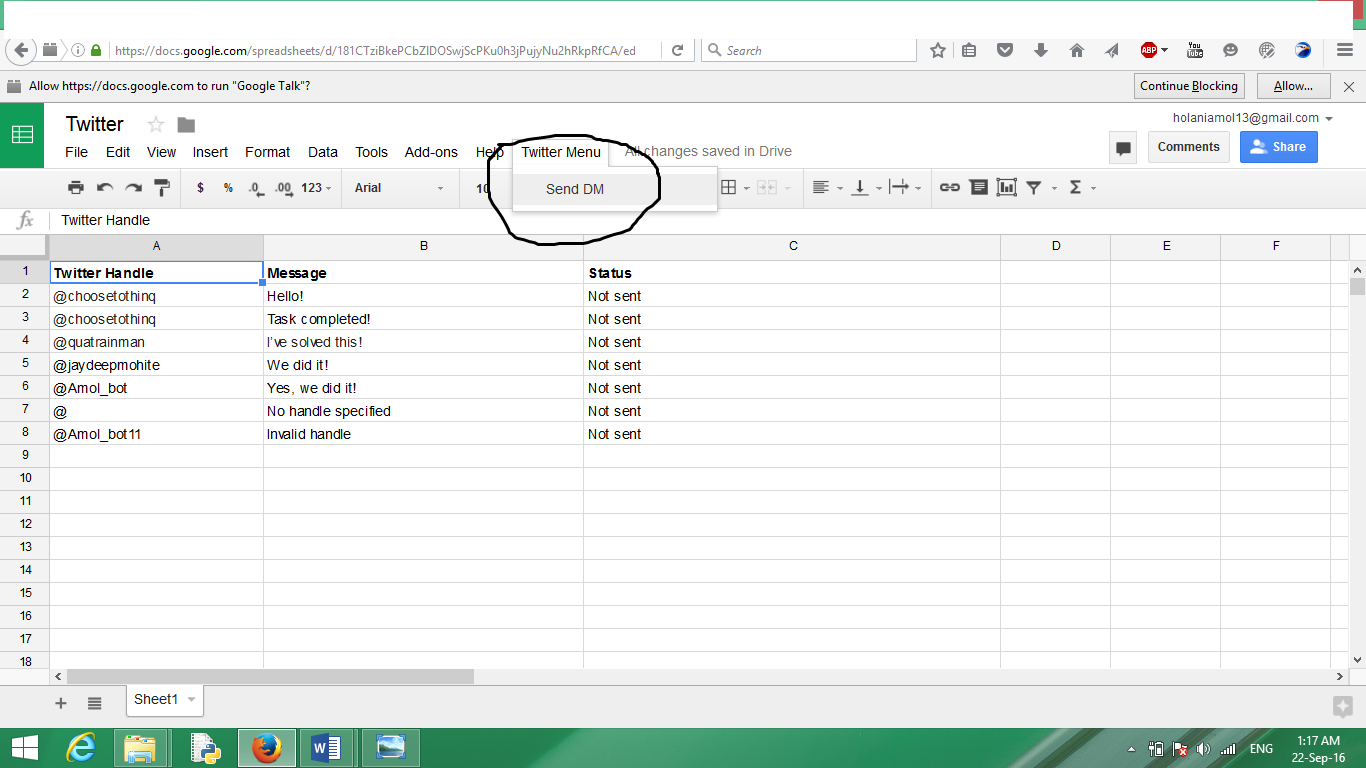 https://docs.google.com/spreadsheets/d/181CTziBkePCbZlDOSwjScPKu0h3jPujyNu2hRkpRfCA/ed Search ABP You Tube
Allow https://docs.google.com to run "Google Talk"? Continue Blocking Allow...
Twitter holaniamol13@gmail.com
File Edit View Insert Format Data Tools Add-ons Help Twitter Menu All changes saved in Drive Comments Share
$ % .0 .00 123 Arial 10 Send DM
fx Twitter Handle
A B C D E F
1 Twitter Handle Message Status
2 @choosetothinq Hello! Not sent
3 @choosetothinq Task completed! Not sent
4 @quatrainman I've solved this! Not sent
5 @jaydeepmohite We did it! Not sent
6 @Amol_bot Yes, we did it! Not sent
7 @ No handle specified Not sent
8 @Amol_bot11 Invalid handle Not sent
9
10
11
12
13
14
15
16
17
18
Sheet1
ENG 1:17 AM
22-Sep-16